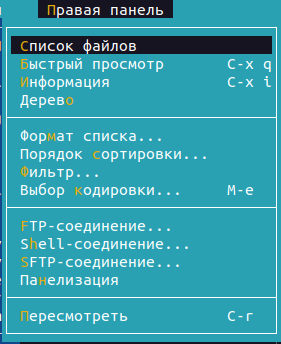 Правая панель
Список файлов
Быстрый просмотр C-x q
Информация C-x i
Дерево
Формат списка...
Порядок сортировки...
Фильтр...
Выбор кодировки... M-e
FTP-соединение...
Shell-соединение...
SFTP-соединение...
Панелизация
Пересмотреть C-r